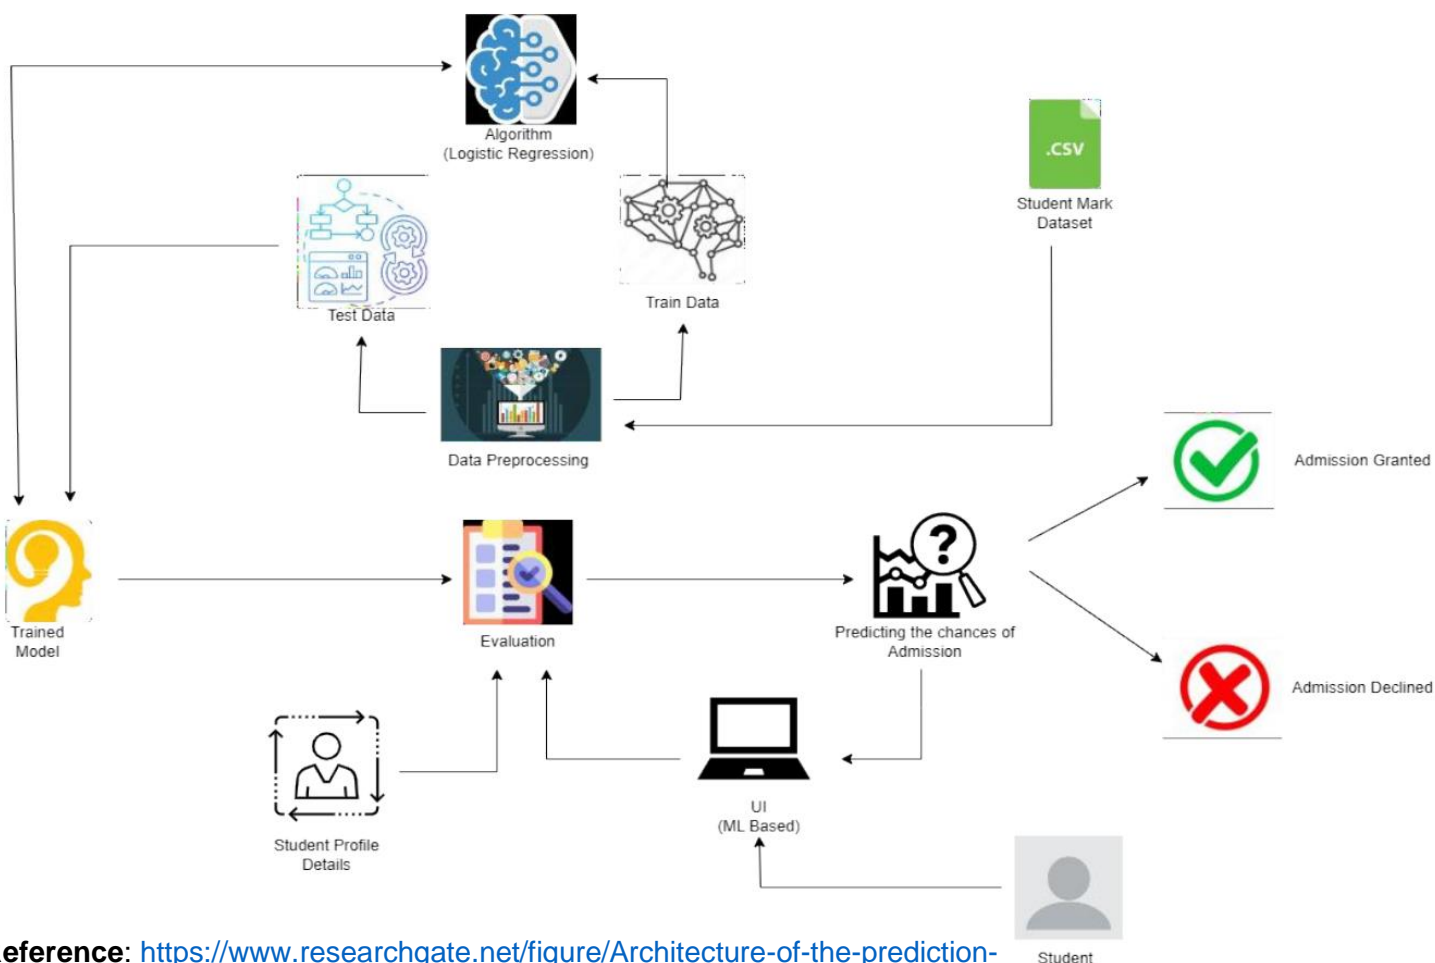 Algorithm
(Logistic Regression)
.CSV
Student Mark
Dataset
Test Data
Train Data
Data Preprocessing
Admission Granted
Trained
Model
Evaluation
Predicting the chances of
Admission
Admission Declined
Student Profile
Details
UI
(ML Based)
Student
eference: https://www.researchgate.net/figure/Architecture-of-the-prediction-